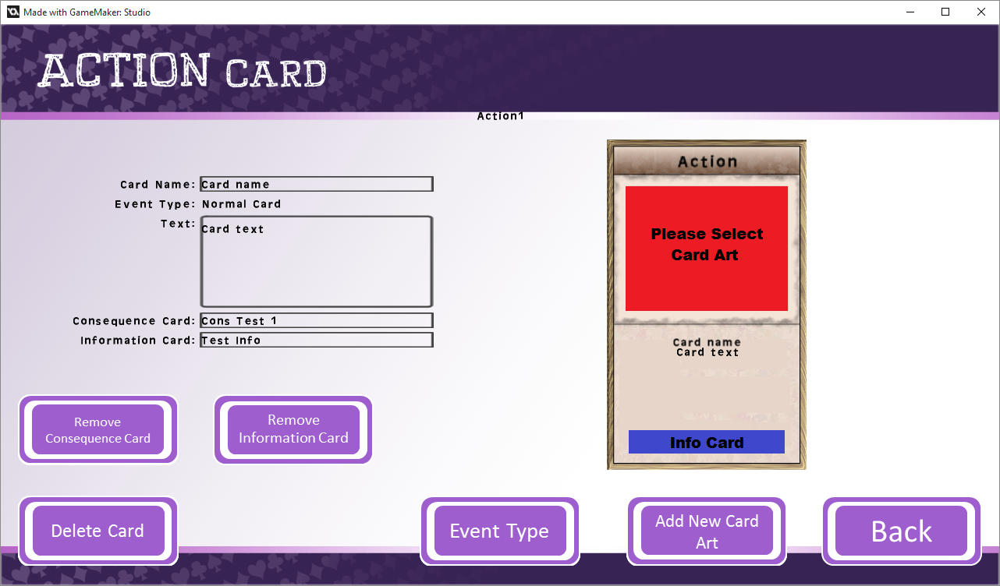 Made with GameMaker: Studio
ACTION CARD
Action1
Card Name: Card name
Event Type: Normal Card
Text: Card text
Consequence Card: Cons Test 1
Information Card: Test Info
Action
Please Select
Card Art
Card name
Card text
Info Card
Remove
Consequence Card
Remove
Information Card
Delete Card
Event Type
Add New Card
Art
Back